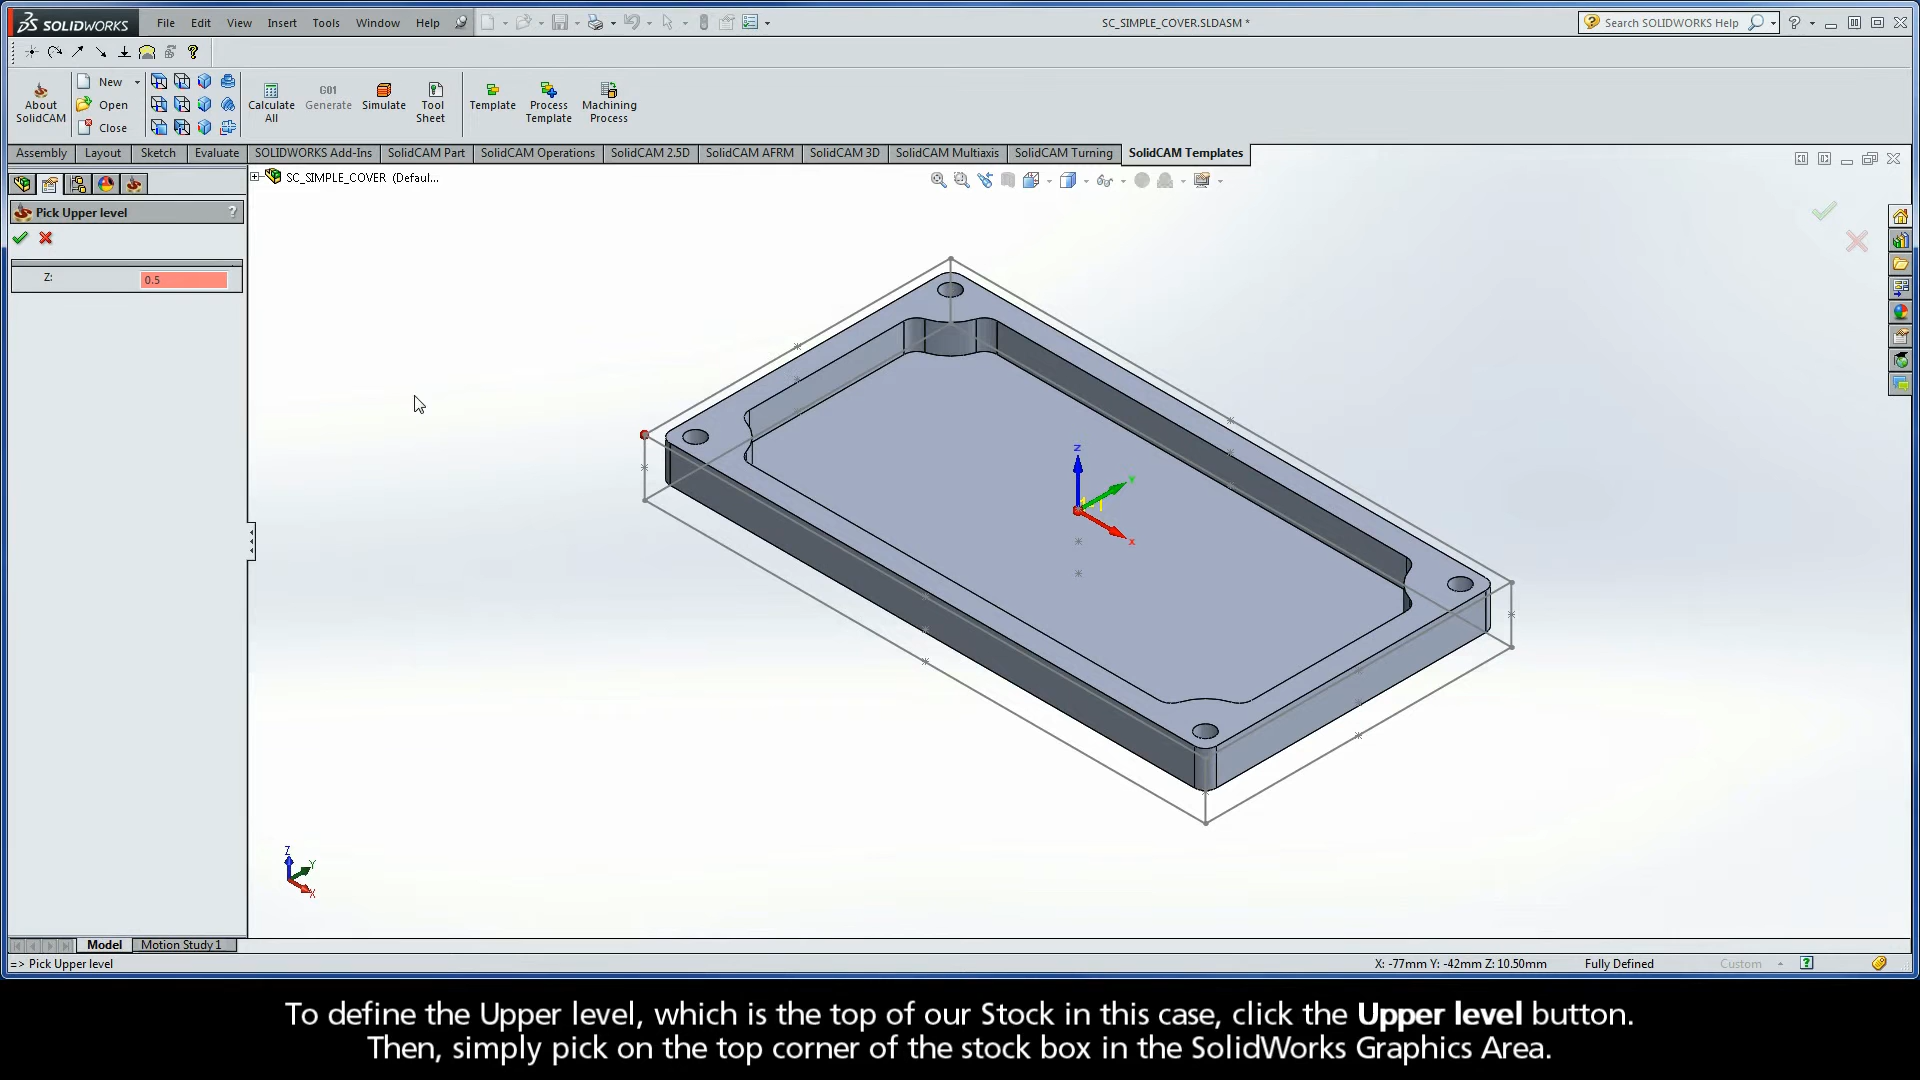 SOLIDWORKS File Edit View Insert Tools Window Help SC_SIMPLE_COVER.SLDASM * Search SOLIDWORKS Help
About SolidCAM
New
Open
Close
Calculate All
G01 Generate
Simulate
Tool Sheet
Template
Process Template
Machining Process
Assembly Layout Sketch Evaluate SOLIDWORKS Add-Ins SolidCAM Part SolidCAM Operations SolidCAM 2.5D SolidCAM AFRM SolidCAM 3D SolidCAM Multiaxis SolidCAM Turning SolidCAM Templates
SC_SIMPLE_COVER (Defaul...
Pick Upper level ?
Z: 0.5
Z
Y
X
Z
Y
X
Model Motion Study 1
=> Pick Upper level X: -77mm Y: -42mm Z: 10.50mm Fully Defined Custom
To define the Upper level, which is the top of our Stock in this case, click the Upper level button.
Then, simply pick on the top corner of the stock box in the SolidWorks Graphics Area.